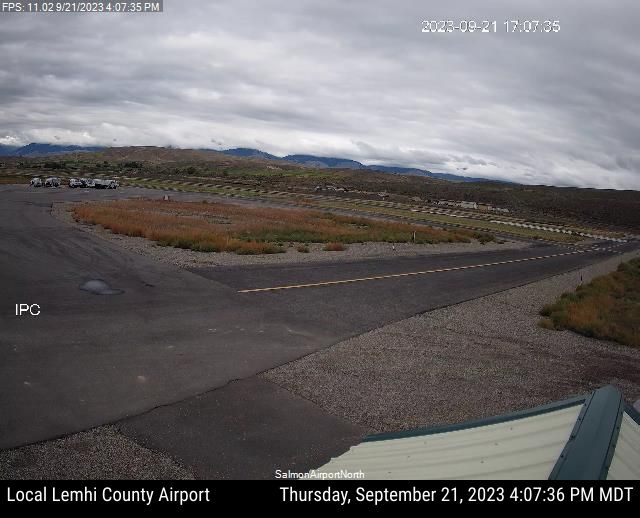 FPS: 11.02 9/21/2023 4:07:35 PM
2023-09-21 17:07:35
IPC
SalmonAirportNorth
Local Lemhi County Airport Thursday, September 21, 2023 4:07:36 PM MDT